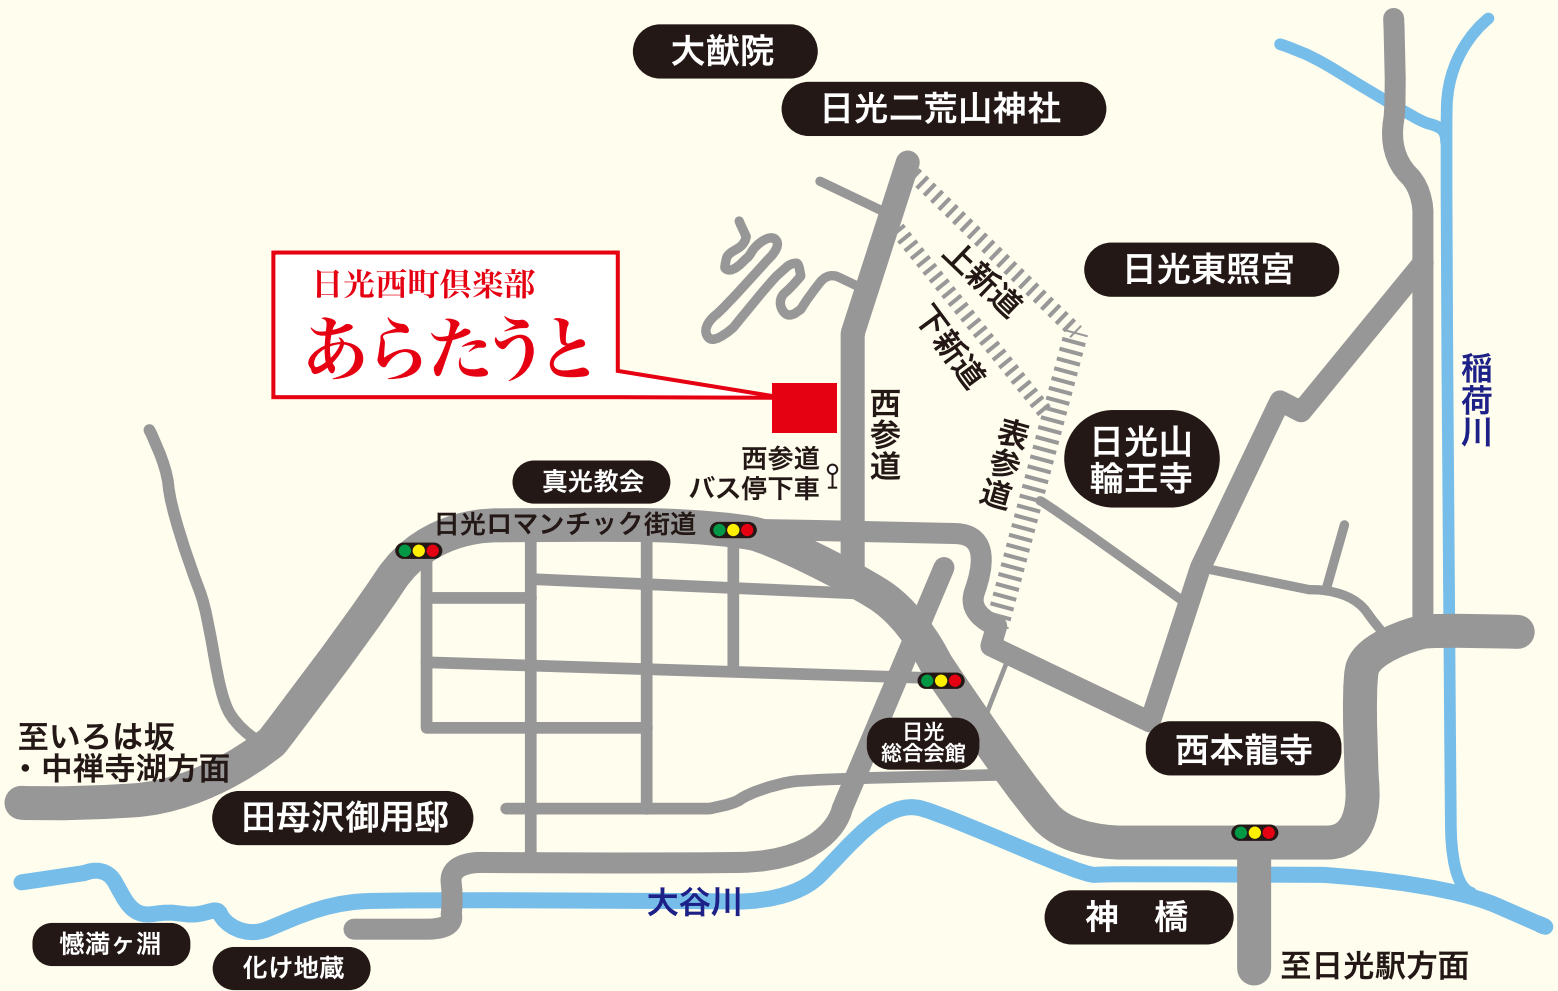 大猷院
日光二荒山神社
日光西町倶楽部
あらたうと
上新道
下新道
日光東照宮
稲荷川
西参道
表参道
日光山
輪王寺
西参道
バス停下車
真光教会
日光ロマンチック街道
至いろは坂
・中禅寺湖方面
日光
総合会館
西本龍寺
田母沢御用邸
大谷川
神　橋
憾満ヶ淵
化け地蔵
至日光駅方面